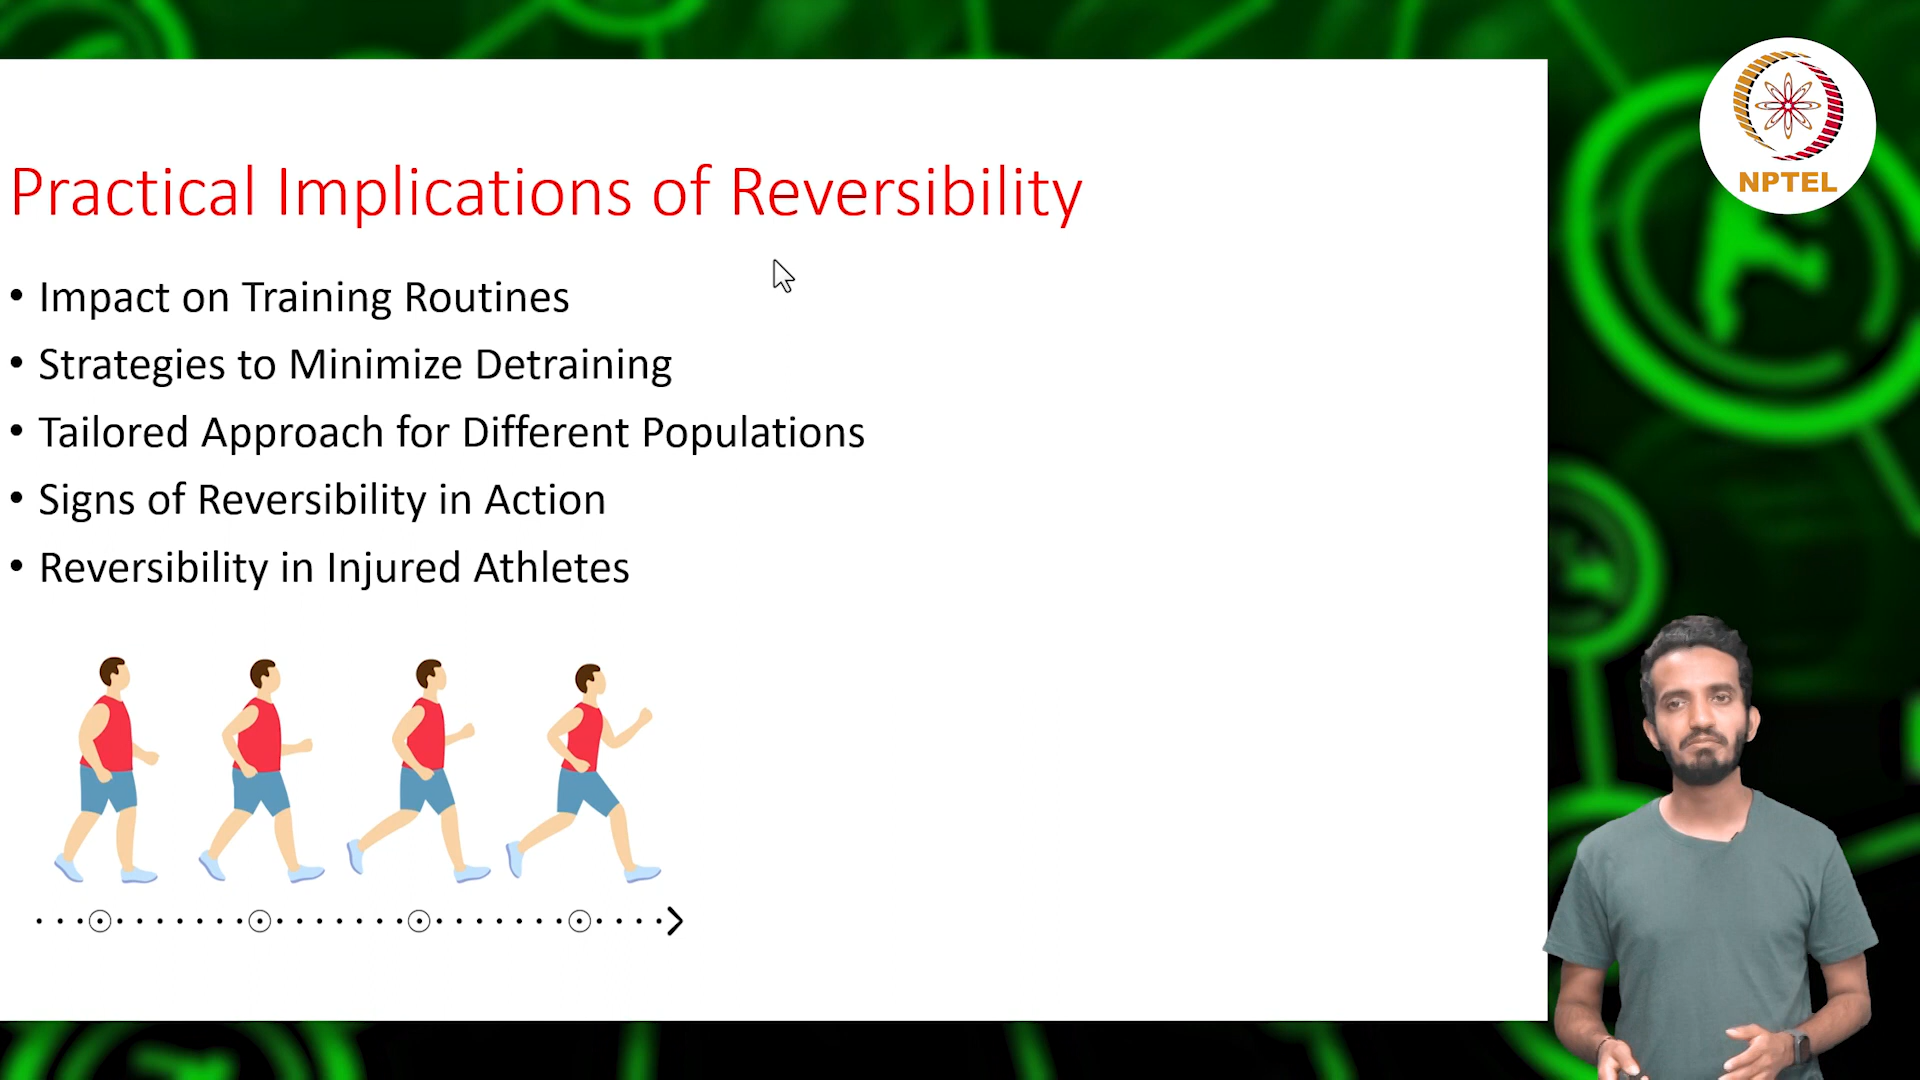 Practical Implications of Reversibility
• Impact on Training Routines
• Strategies to Minimize Detraining
• Tailored Approach for Different Populations
• Signs of Reversibility in Action
• Reversibility in Injured Athletes
NPTEL